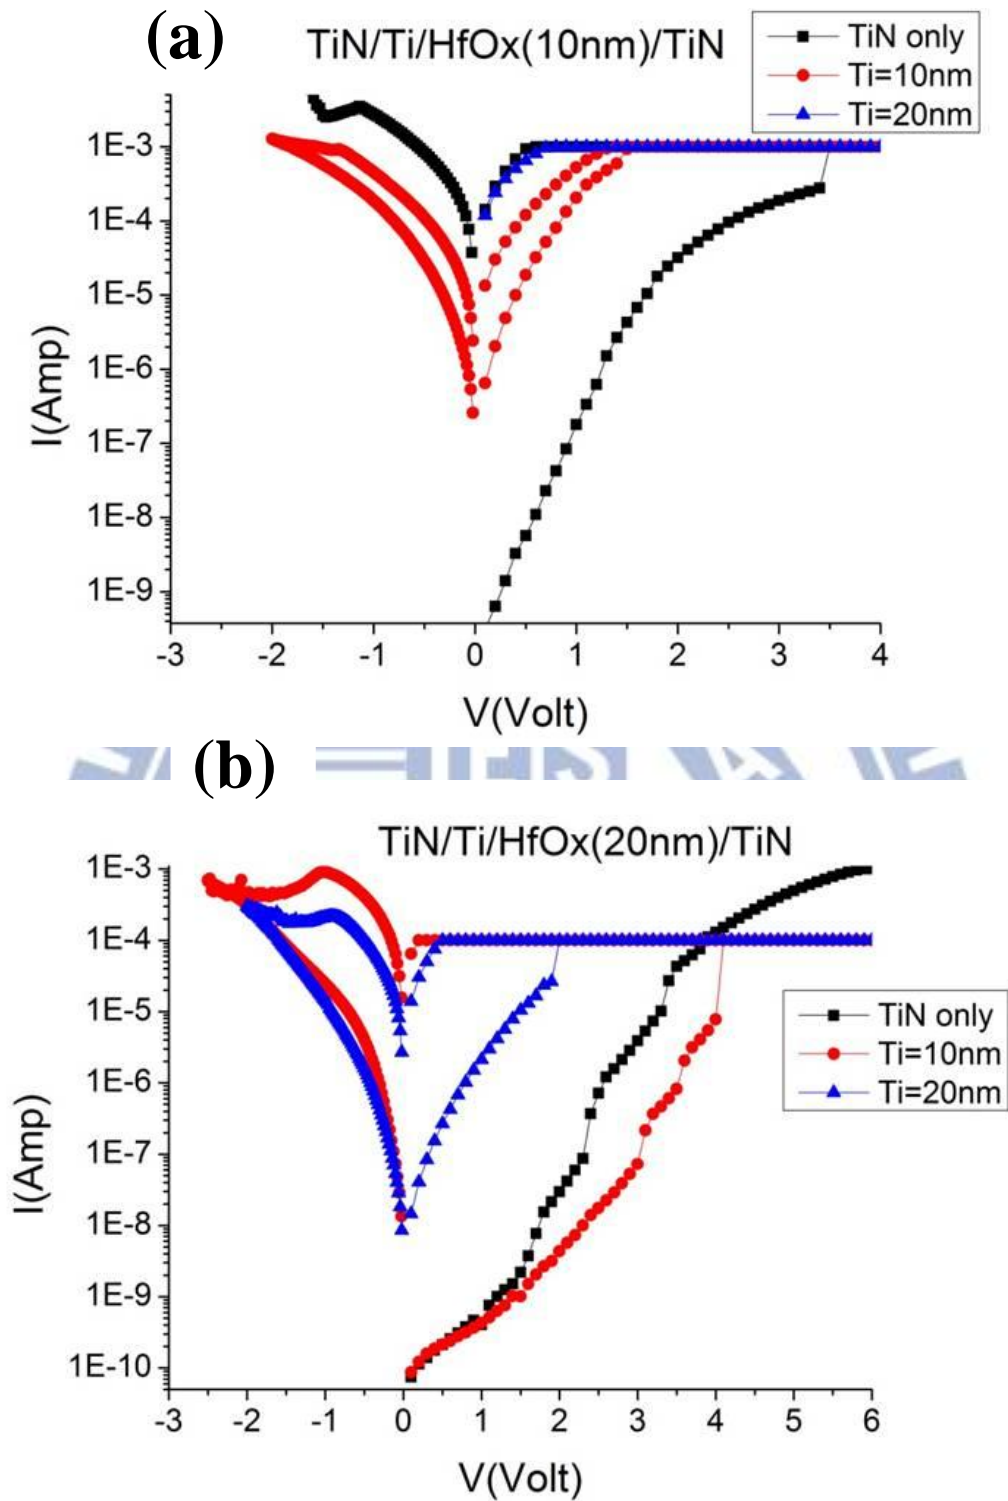 (a)
TiN/Ti/HfOx(10nm)/TiN
TiN only
Ti=10nm
Ti=20nm
1E-3
1E-4
1E-5
1E-6
1E-7
1E-8
1E-9
I(Amp)
-3 -2 -1 0 1 2 3 4
V(Volt)
(b)
TiN/Ti/HfOx(20nm)/TiN
1E-3
1E-4
1E-5
1E-6
1E-7
1E-8
1E-9
1E-10
I(Amp)
TiN only
Ti=10nm
Ti=20nm
-3 -2 -1 0 1 2 3 4 5 6
V(Volt)